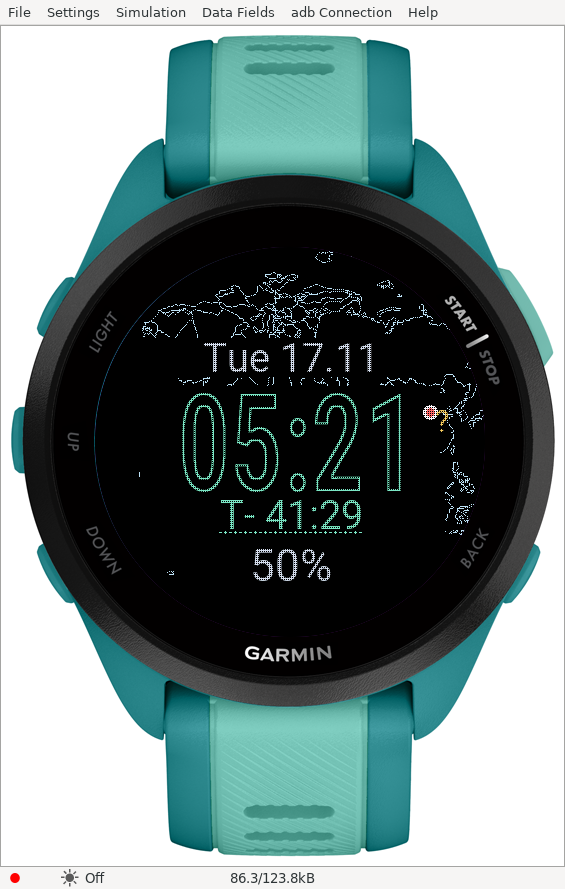 File Settings Simulation Data Fields adb Connection Help
START
STOP
LIGHT
Tue 17.11
05:21
?
UP
T- 41:29
DOWN
BACK
50%
GARMIN
Off 86.3/123.8kB